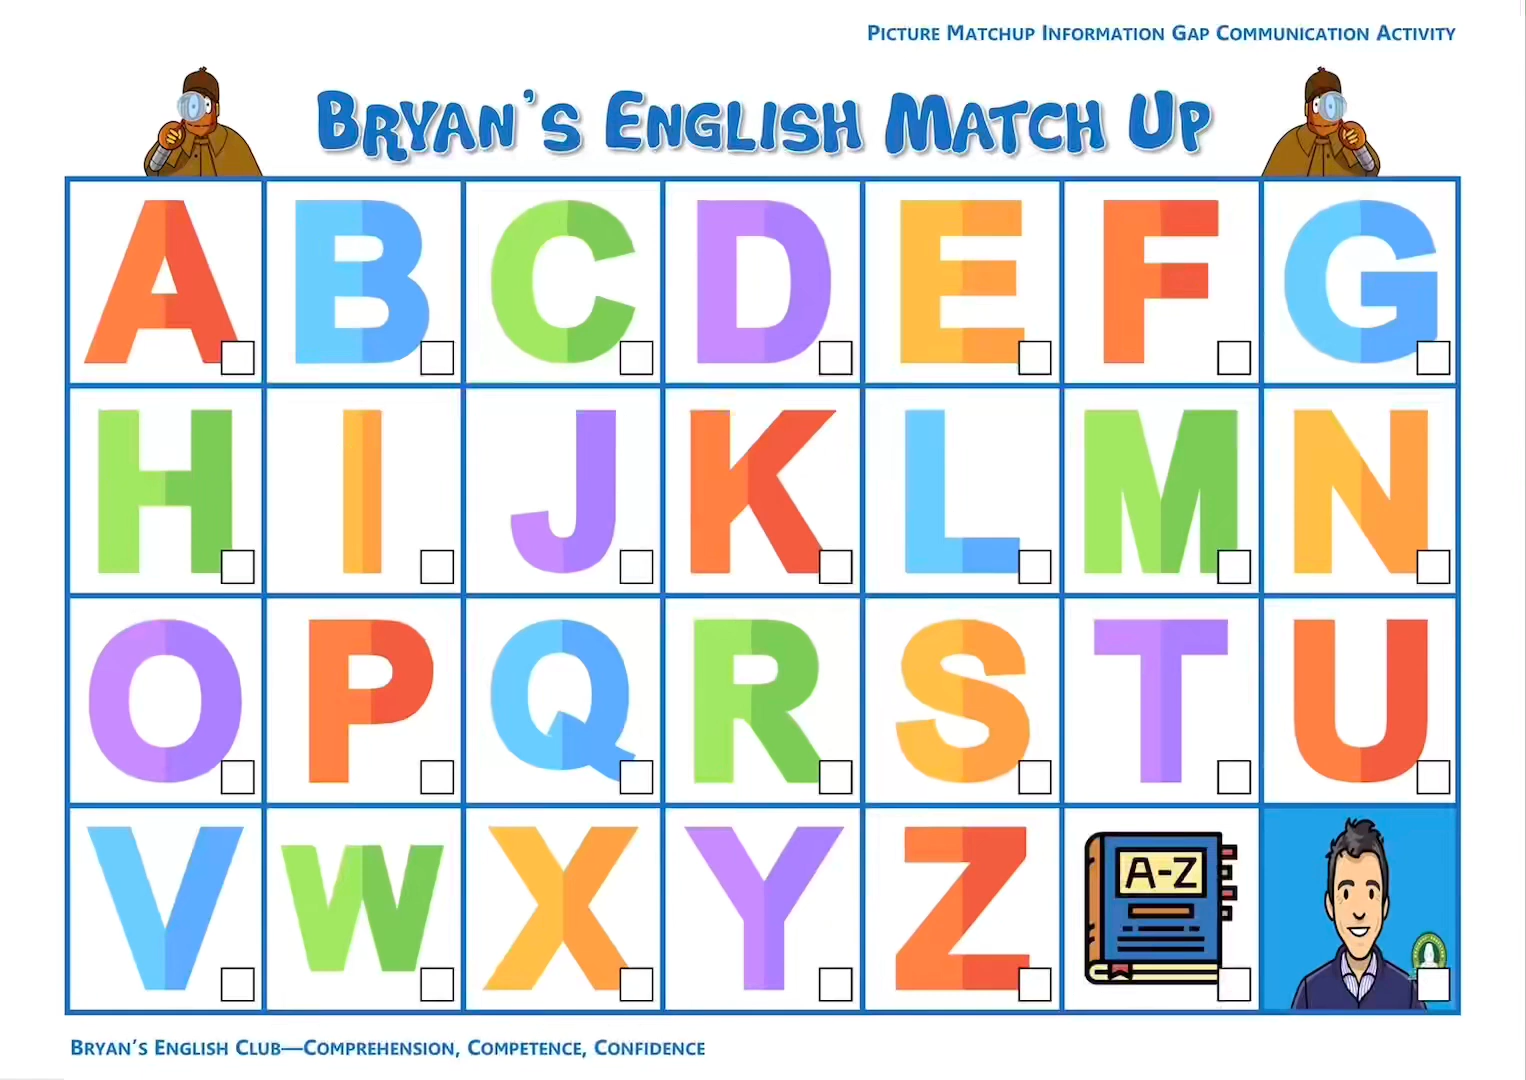 PICTURE MATCHUP INFORMATION GAP COMMUNICATION ACTIVITY
BRYAN'S ENGLISH MATCH UP
A B C D E F G
H I J K L M N
O P Q R S T U
V W X Y Z A-Z
BRYAN'S ENGLISH CLUB—COMPREHENSION, COMPETENCE, CONFIDENCE